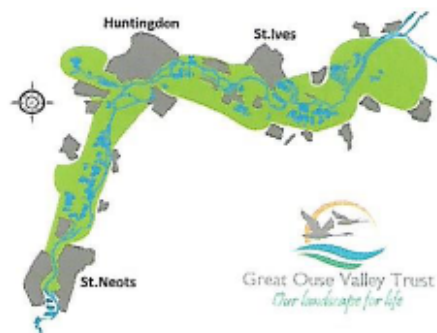 Huntingdon
St.Ives
St.Neots
Great Ouse Valley Trust
Our landscape for life